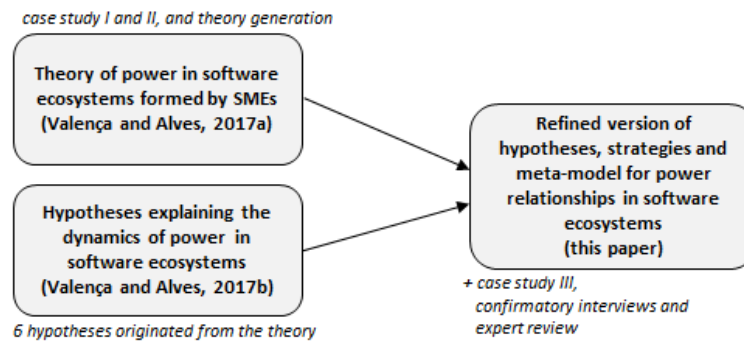 case study I and II, and theory generation
Theory of power in software
ecosystems formed by SMEs
(Valença and Alves, 2017a)
Hypotheses explaining the
dynamics of power in
software ecosystems
(Valença and Alves, 2017b)
6 hypotheses originated from the theory
Refined version of
hypotheses, strategies and
meta-model for power
relationships in software
ecosystems
(this paper)
+ case study III,
confirmatory interviews and
expert review